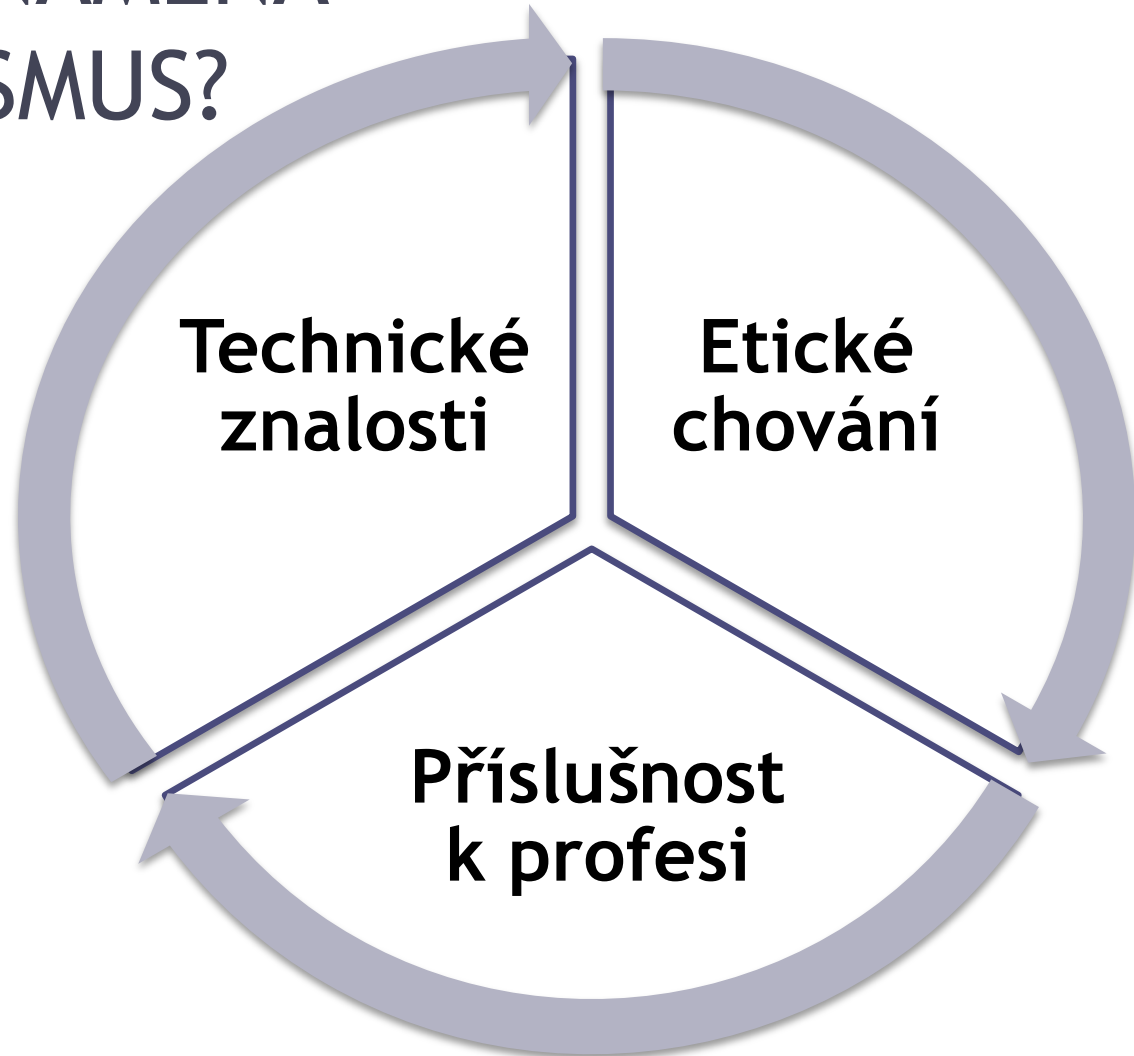 SMUS?
Technické
znalosti
Etické
chování
Příslušnost
k profesi